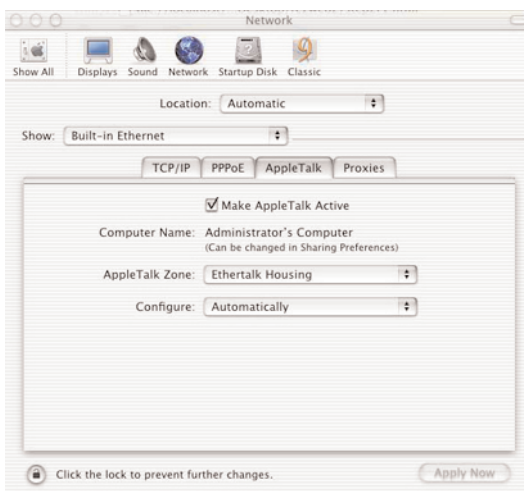 Network
Show All Displays Sound Network Startup Disk Classic
Location: Automatic
Show: Built-in Ethernet
TCP/IP PPPoE AppleTalk Proxies
Make AppleTalk Active
Computer Name: Administrator's Computer
(Can be changed in Sharing Preferences)
AppleTalk Zone: Ethertalk Housing
Configure: Automatically
Click the lock to prevent further changes.
Apply Now